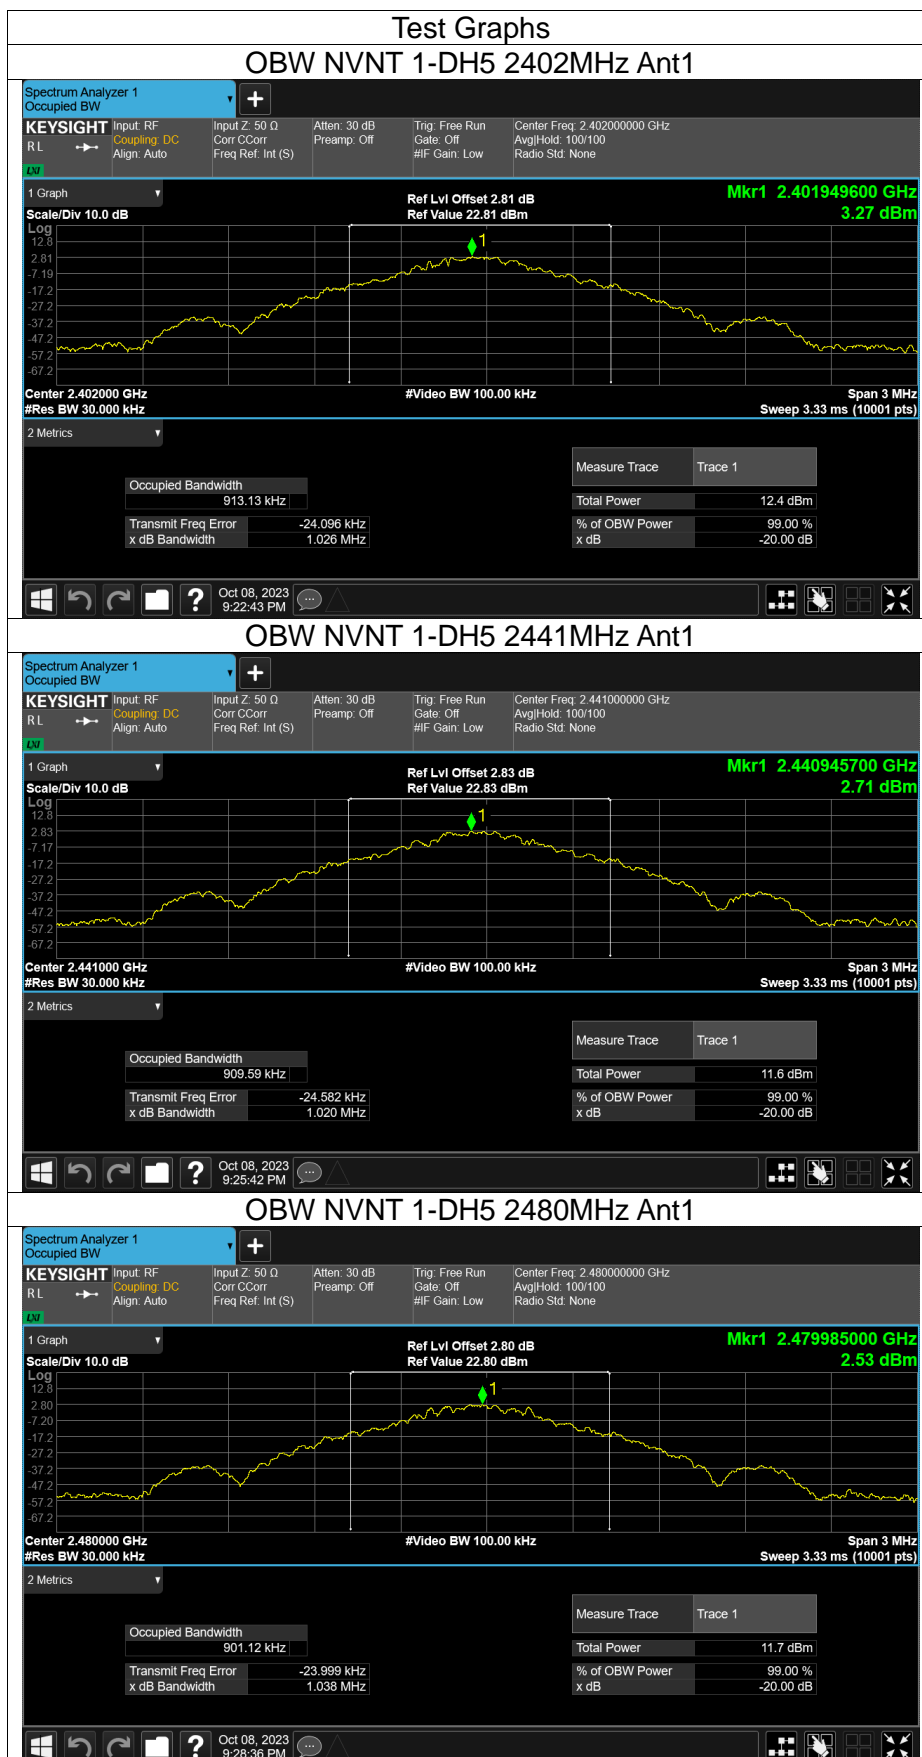 Test Graphs
OBW NVNT 1-DH5 2402MHz Ant1
Spectrum Analyzer 1
Occupied BW
KEYSIGHT
RL
LXI
Input: RF
Coupling: DC
Align: Auto
Input Z: 50 Ω
Corr CCorr
Freq Ref: Int (S)
Atten: 30 dB
Preamp: Off
Trig: Free Run
Gate: Off
#IF Gain: Low
Center Freq: 2.402000000 GHz
Avg|Hold: 100/100
Radio Std: None
1 Graph
Scale/Div 10.0 dB
Ref Lvl Offset 2.81 dB
Ref Value 22.81 dBm
Mkr1 2.401949600 GHz
3.27 dBm
Log
12.8
2.81
-7.19
-17.2
-27.2
-37.2
-47.2
-57.2
-67.2
1
Center 2.402000 GHz
#Res BW 30.000 kHz
#Video BW 100.00 kHz
Span 3 MHz
Sweep 3.33 ms (10001 pts)
2 Metrics
Occupied Bandwidth
913.13 kHz
Transmit Freq Error -24.096 kHz
x dB Bandwidth 1.026 MHz
Measure Trace Trace 1
Total Power 12.4 dBm
% of OBW Power 99.00 %
x dB -20.00 dB
?
Oct 08, 2023
9:22:43 PM
OBW NVNT 1-DH5 2441MHz Ant1
Spectrum Analyzer 1
Occupied BW
KEYSIGHT
RL
LXI
Input: RF
Coupling: DC
Align: Auto
Input Z: 50 Ω
Corr CCorr
Freq Ref: Int (S)
Atten: 30 dB
Preamp: Off
Trig: Free Run
Gate: Off
#IF Gain: Low
Center Freq: 2.441000000 GHz
Avg|Hold: 100/100
Radio Std: None
1 Graph
Scale/Div 10.0 dB
Ref Lvl Offset 2.83 dB
Ref Value 22.83 dBm
Mkr1 2.440945700 GHz
2.71 dBm
Log
12.8
2.83
-7.17
-17.2
-27.2
-37.2
-47.2
-57.2
-67.2
1
Center 2.441000 GHz
#Res BW 30.000 kHz
#Video BW 100.00 kHz
Span 3 MHz
Sweep 3.33 ms (10001 pts)
2 Metrics
Occupied Bandwidth
909.59 kHz
Transmit Freq Error -24.582 kHz
x dB Bandwidth 1.020 MHz
Measure Trace Trace 1
Total Power 11.6 dBm
% of OBW Power 99.00 %
x dB -20.00 dB
?
Oct 08, 2023
9:25:42 PM
OBW NVNT 1-DH5 2480MHz Ant1
Spectrum Analyzer 1
Occupied BW
KEYSIGHT
RL
LXI
Input: RF
Coupling: DC
Align: Auto
Input Z: 50 Ω
Corr CCorr
Freq Ref: Int (S)
Atten: 30 dB
Preamp: Off
Trig: Free Run
Gate: Off
#IF Gain: Low
Center Freq: 2.480000000 GHz
Avg|Hold: 100/100
Radio Std: None
1 Graph
Scale/Div 10.0 dB
Ref Lvl Offset 2.80 dB
Ref Value 22.80 dBm
Mkr1 2.479985000 GHz
2.53 dBm
Log
12.8
2.80
-7.20
-17.2
-27.2
-37.2
-47.2
-57.2
-67.2
1
Center 2.480000 GHz
#Res BW 30.000 kHz
#Video BW 100.00 kHz
Span 3 MHz
Sweep 3.33 ms (10001 pts)
2 Metrics
Occupied Bandwidth
901.12 kHz
Transmit Freq Error -23.999 kHz
x dB Bandwidth 1.038 MHz
Measure Trace Trace 1
Total Power 11.7 dBm
% of OBW Power 99.00 %
x dB -20.00 dB
?
Oct 08, 2023
9:28:36 PM